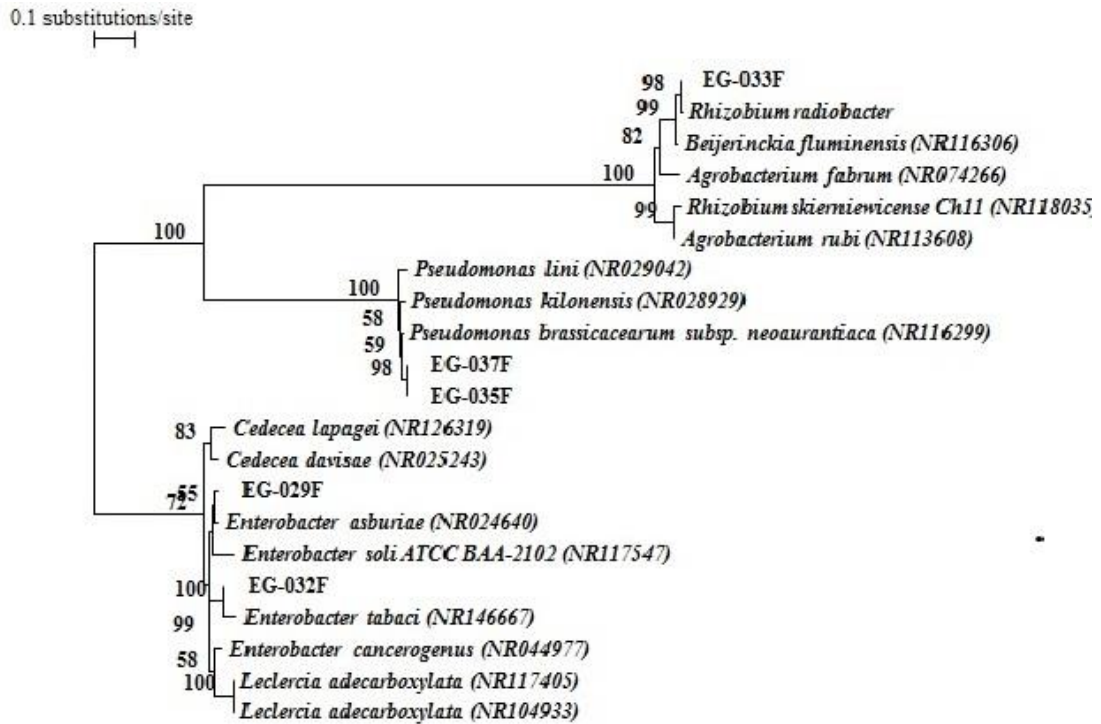 0.1 substitutions/site
98
EG-033F
99
Rhizobium radiobacter
82
Beijerinckia fluminensis (NR116306)
100
Agrobacterium fabrum (NR074266)
99
Rhizobium skierniewicense Ch11 (NR118035)
Agrobacterium rubi (NR113608)
100
Pseudomonas lini (NR029042)
100
Pseudomonas kilonensis (NR028929)
58
Pseudomonas brassicacearum subsp. neoaurantiaca (NR116299)
59
98
EG-037F
EG-035F
83
Cedecea lapagei (NR126319)
Cedecea davisae (NR025243)
55
EG-029F
72
Enterobacter asburiae (NR024640)
Enterobacter soli ATCC BAA-2102 (NR117547)
100
EG-032F
99
Enterobacter tabaci (NR146667)
58
Enterobacter cancerogenus (NR044977)
100
Leclercia adecarboxylata (NR117405)
Leclercia adecarboxylata (NR104933)